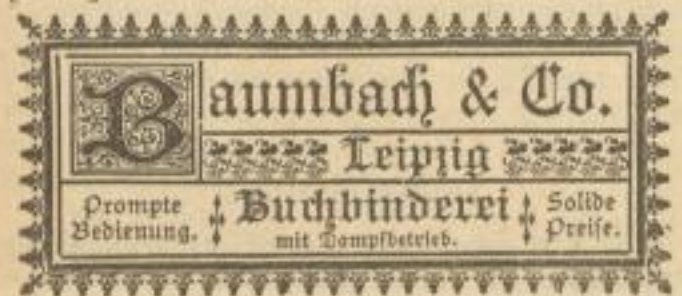 Baumbach & Co.
Leipzig
Prompte
Bedienung.
Buchbinderei
mit Dampfbetrieb.
Solide
Preise.